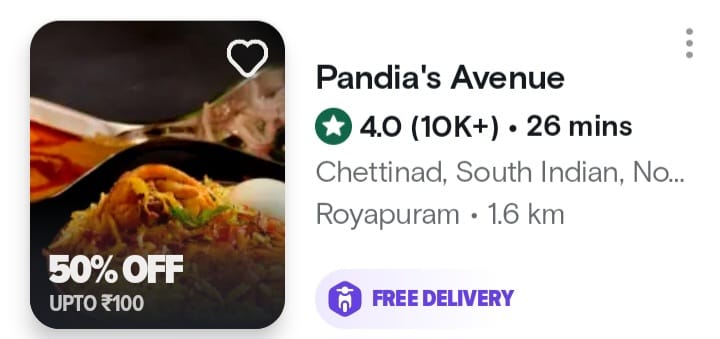 Pandia's Avenue
4.0 (10K+) • 26 mins
Chettinad, South Indian, No...
Royapuram • 1.6 km
50% OFF
UPTO ₹100
FREE DELIVERY